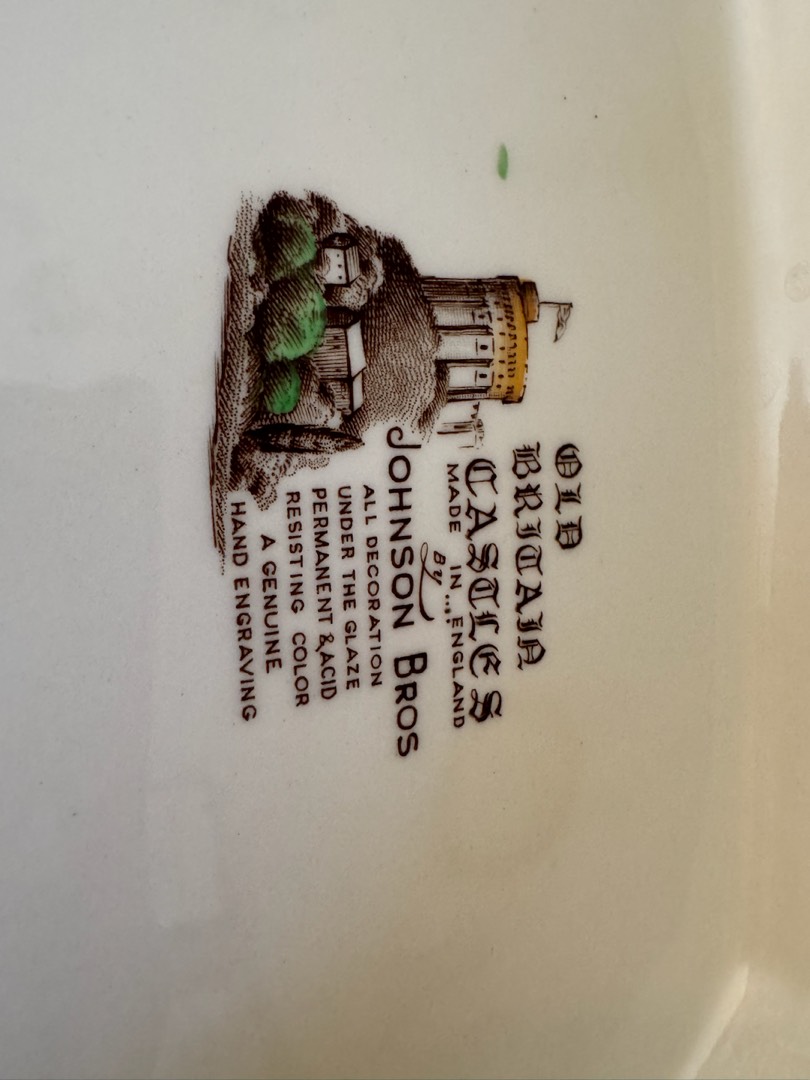 OLD
BRITAIN
CASTLES
MADE IN ... ENGLAND
By
JOHNSON BROS
ALL DECORATION
UNDER THE GLAZE
PERMANENT & ACID
RESISTING COLOR
A GENUINE
HAND ENGRAVING